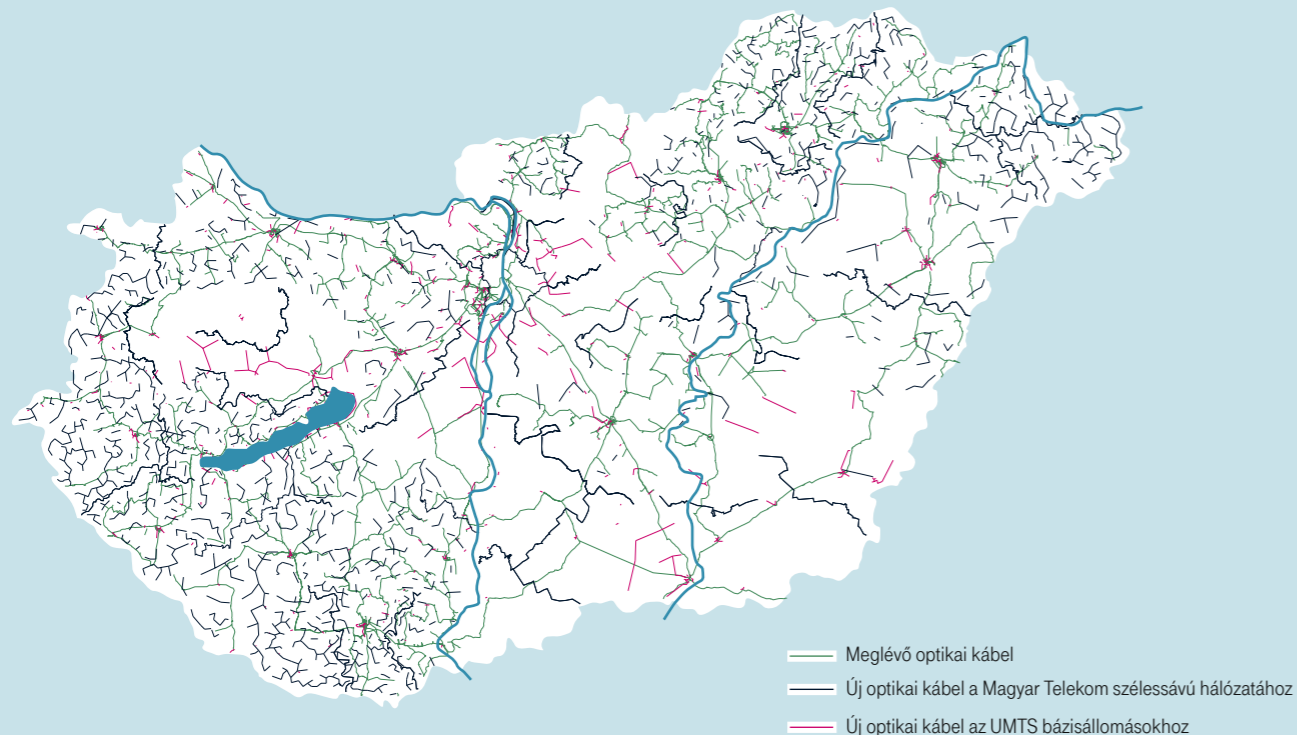 Meglévő optikai kábel
Új optikai kábel a Magyar Telekom szélessávú hálózatához
Új optikai kábel az UMTS bázisállomásokhoz